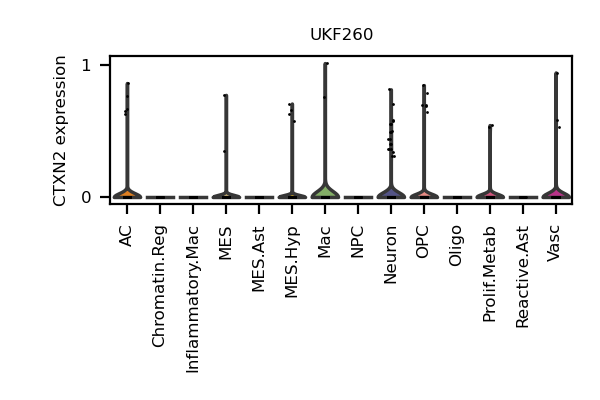 UKF260
CTXN2 expression
1
0
AC
Chromatin.Reg
Inflammatory.Mac
MES
MES.Ast
MES.Hyp
Mac
NPC
Neuron
OPC
Oligo
Prolif.Metab
Reactive.Ast
Vasc